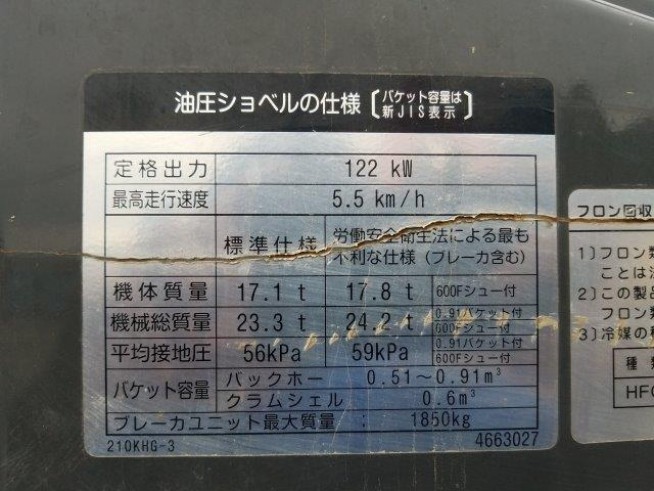 油圧ショベルの仕様〔バケット容量は
新JIS表示〕
定格出力 122 kW
最高走行速度 5.5 km/h
標準仕様 労働安全衛生法による最も
不利な仕様（ブレーカ含む）
機体質量 17.1 t 17.8 t 600Fシュー付
機械総質量 23.3 t 24.2 t 0.91バケット付
600Fシュー付
平均接地圧 56kPa 59kPa 0.91バケット付
600Fシュー付
バケット容量 バックホー 0.51～0.91m³
クラムシェル 0.6m³
ブレーカユニット最大質量 : 1850kg
210KHG-3 4663027
フロン回収
1)フロン類
ことは
2)この製品
フロン類
3)冷媒の種
種
HFC